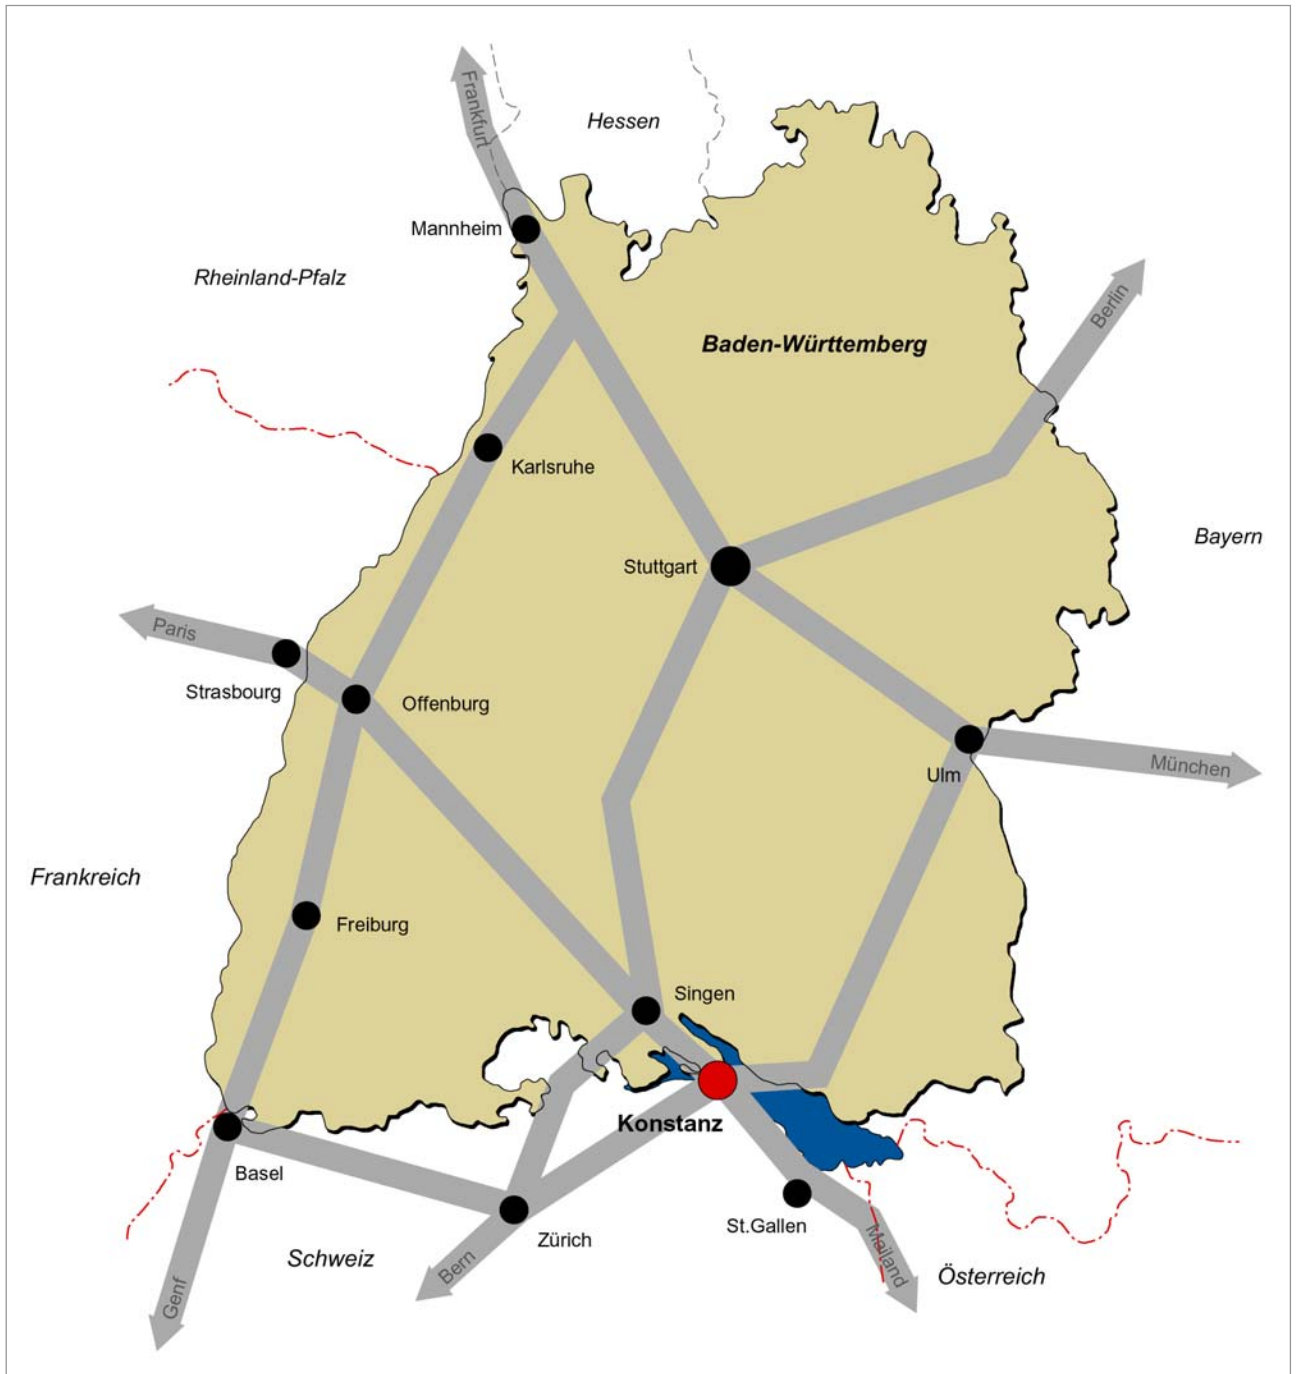 Frankfurt
Hessen
Mannheim
Rheinland-Pfalz
Berlin
Baden-Württemberg
Karlsruhe
Bayern
Stuttgart
Paris
Strasbourg
Offenburg
München
Ulm
Frankreich
Freiburg
Singen
Konstanz
Basel
St.Gallen
Zürich
Schweiz
Bern
Mailand
Österreich
Genf